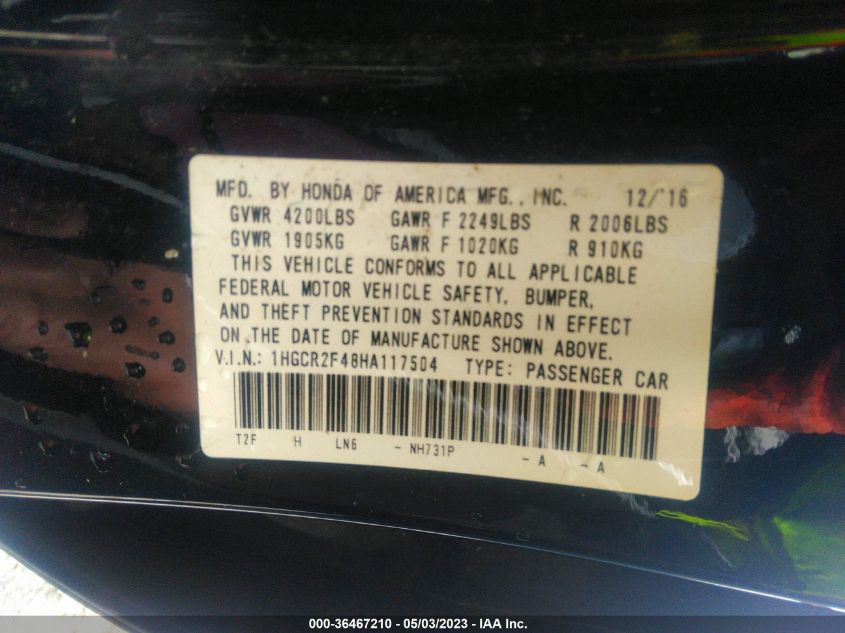 MFD. BY HONDA OF AMERICA MFG., INC. 12/'16
GVWR 4200LBS GAWR F 2249LBS R 2006LBS
GVWR 1905KG GAWR F 1020KG R 910KG
THIS VEHICLE CONFORMS TO ALL APPLICABLE
FEDERAL MOTOR VEHICLE SAFETY, BUMPER,
AND THEFT PREVENTION STANDARDS IN EFFECT
ON THE DATE OF MANUFACTURE SHOWN ABOVE.
V.I.N.: 1HGCR2F48HA117504 TYPE: PASSENGER CAR
T2F H LN6 - NH731P - A - A
000-36467210 - 05/03/2023 - IAA Inc.